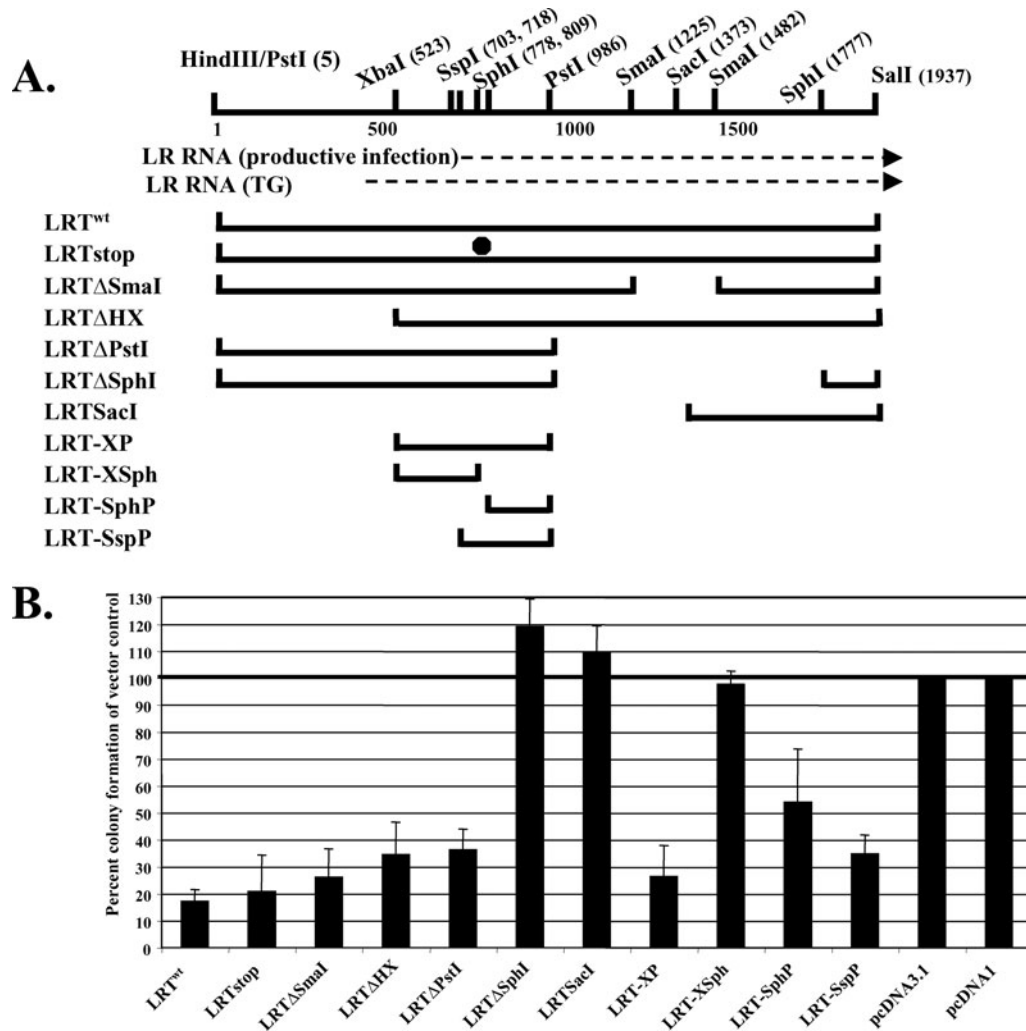 A.
HindIII/PstI (5)
XbaI (523)
SspI (703, 718)
SphI (778, 809)
PstI (986)
SmaI (1225)
SacI (1373)
SmaI (1482)
SphI (1777)
SalI (1937)
1 500 1000 1500
LR RNA (productive infection)
LR RNA (TG)
LRTwt
LRTstop
LRTΔSmaI
LRTΔHX
LRTΔPstI
LRTΔSphI
LRTSacI
LRT-XP
LRT-XSph
LRT-SphP
LRT-SspP
B.
Percent colony formation of vector control
130
120
110
100
90
80
70
60
50
40
30
20
10
0
LRTwt
LRTstop
LRTΔSmaI
LRTΔHX
LRTΔPstI
LRTΔSphI
LRTSacI
LRT-XP
LRT-XSph
LRT-SphP
LRT-SspP
pcDNA3.1
pcDNA1